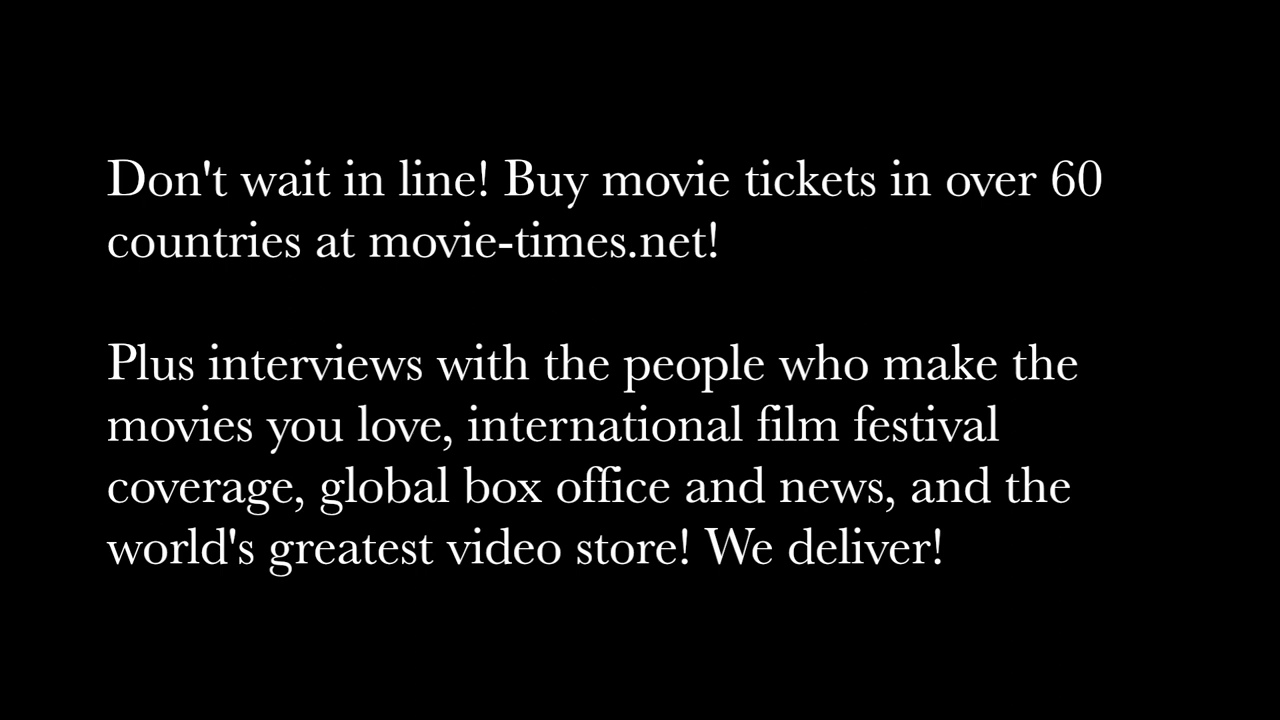 Don't wait in line! Buy movie tickets in over 60
countries at movie-times.net!
Plus interviews with the people who make the
movies you love, international film festival
coverage, global box office and news, and the
world's greatest video store! We deliver!